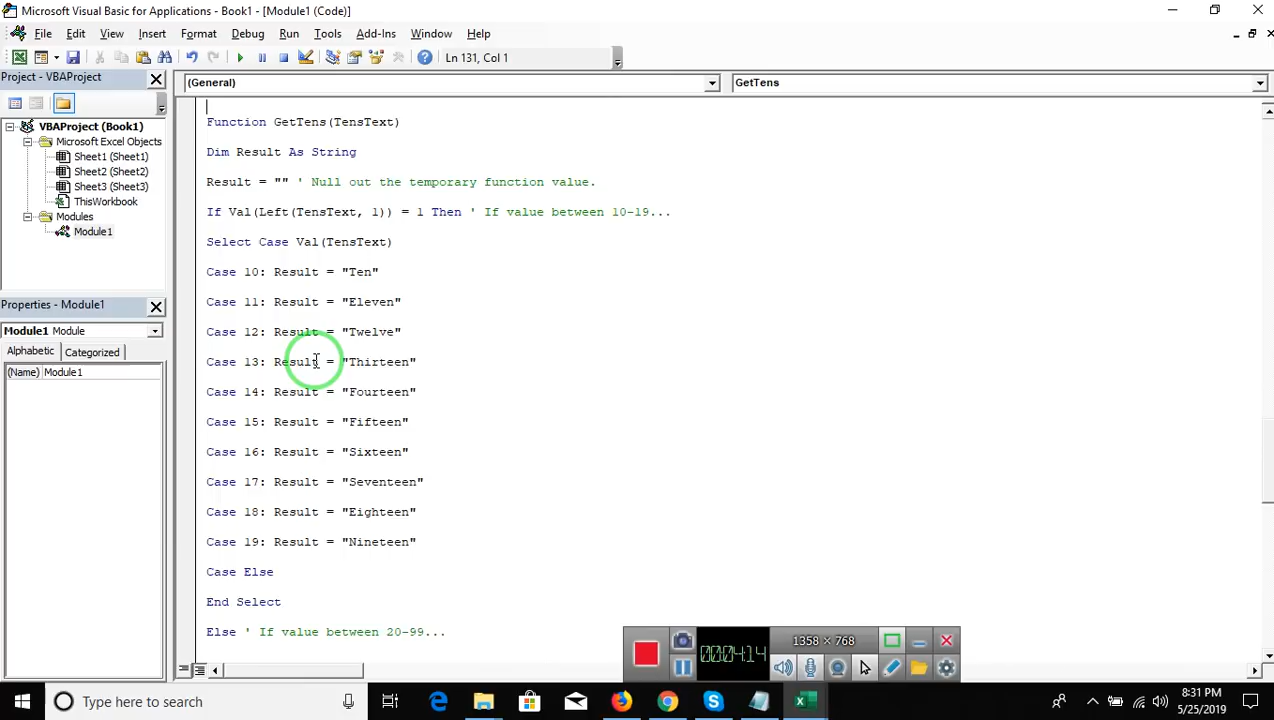 Microsoft Visual Basic for Applications - Book1 - [Module1 (Code)]
File Edit View Insert Format Debug Run Tools Add-Ins Window Help
Ln 131, Col 1
Project - VBAProject
(General)
GetTens
VBAProject (Book1)
Microsoft Excel Objects
Sheet1 (Sheet1)
Sheet2 (Sheet2)
Sheet3 (Sheet3)
ThisWorkbook
Modules
Module1
Properties - Module1
Module1 Module
Alphabetic Categorized
(Name) Module1
Function GetTens(TensText)
Dim Result As String
Result = "" ' Null out the temporary function value.
If Val(Left(TensText, 1)) = 1 Then ' If value between 10-19...
Select Case Val(TensText)
Case 10: Result = "Ten"
Case 11: Result = "Eleven"
Case 12: Result = "Twelve"
Case 13: Result = "Thirteen"
Case 14: Result = "Fourteen"
Case 15: Result = "Fifteen"
Case 16: Result = "Sixteen"
Case 17: Result = "Seventeen"
Case 18: Result = "Eighteen"
Case 19: Result = "Nineteen"
Case Else
End Select
Else ' If value between 20-99...
00:04:14
1358 × 768
Type here to search
8:31 PM
5/25/2019